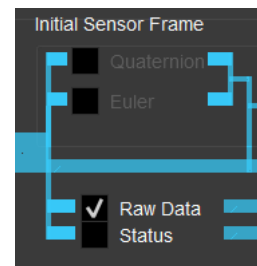 Initial Sensor Frame
Quaternion
Euler
Raw Data
Status